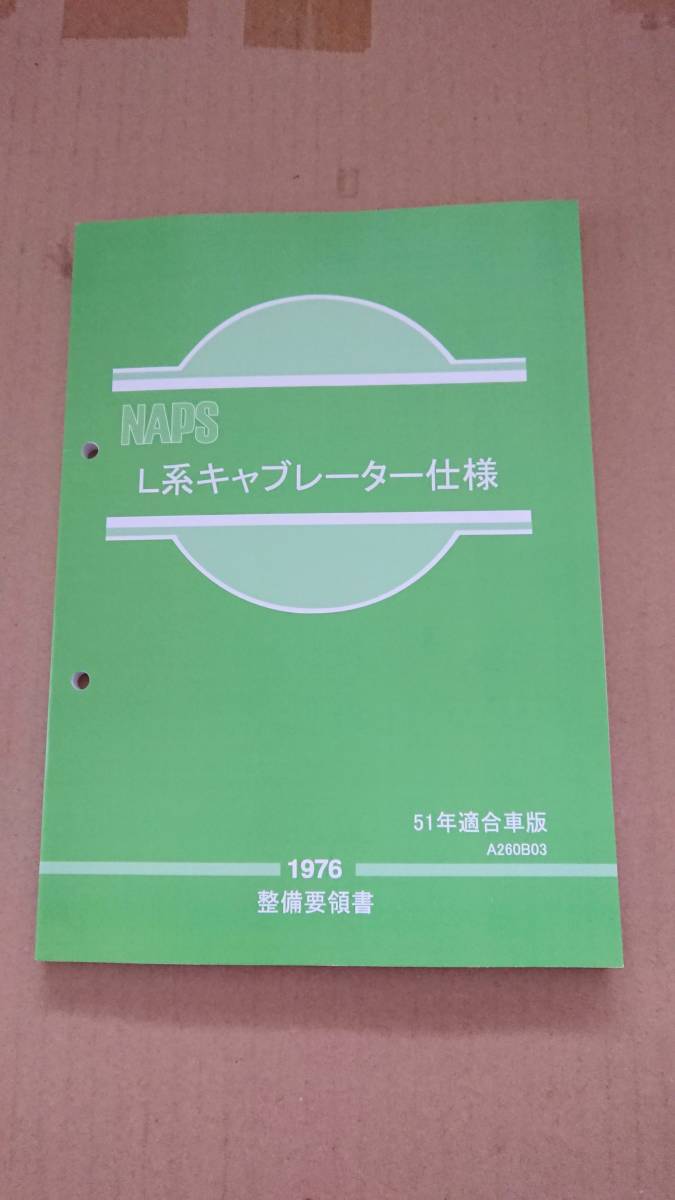 NAPS
L系キャブレーター仕様
51年適合車版
A260B03
1976
整備要領書